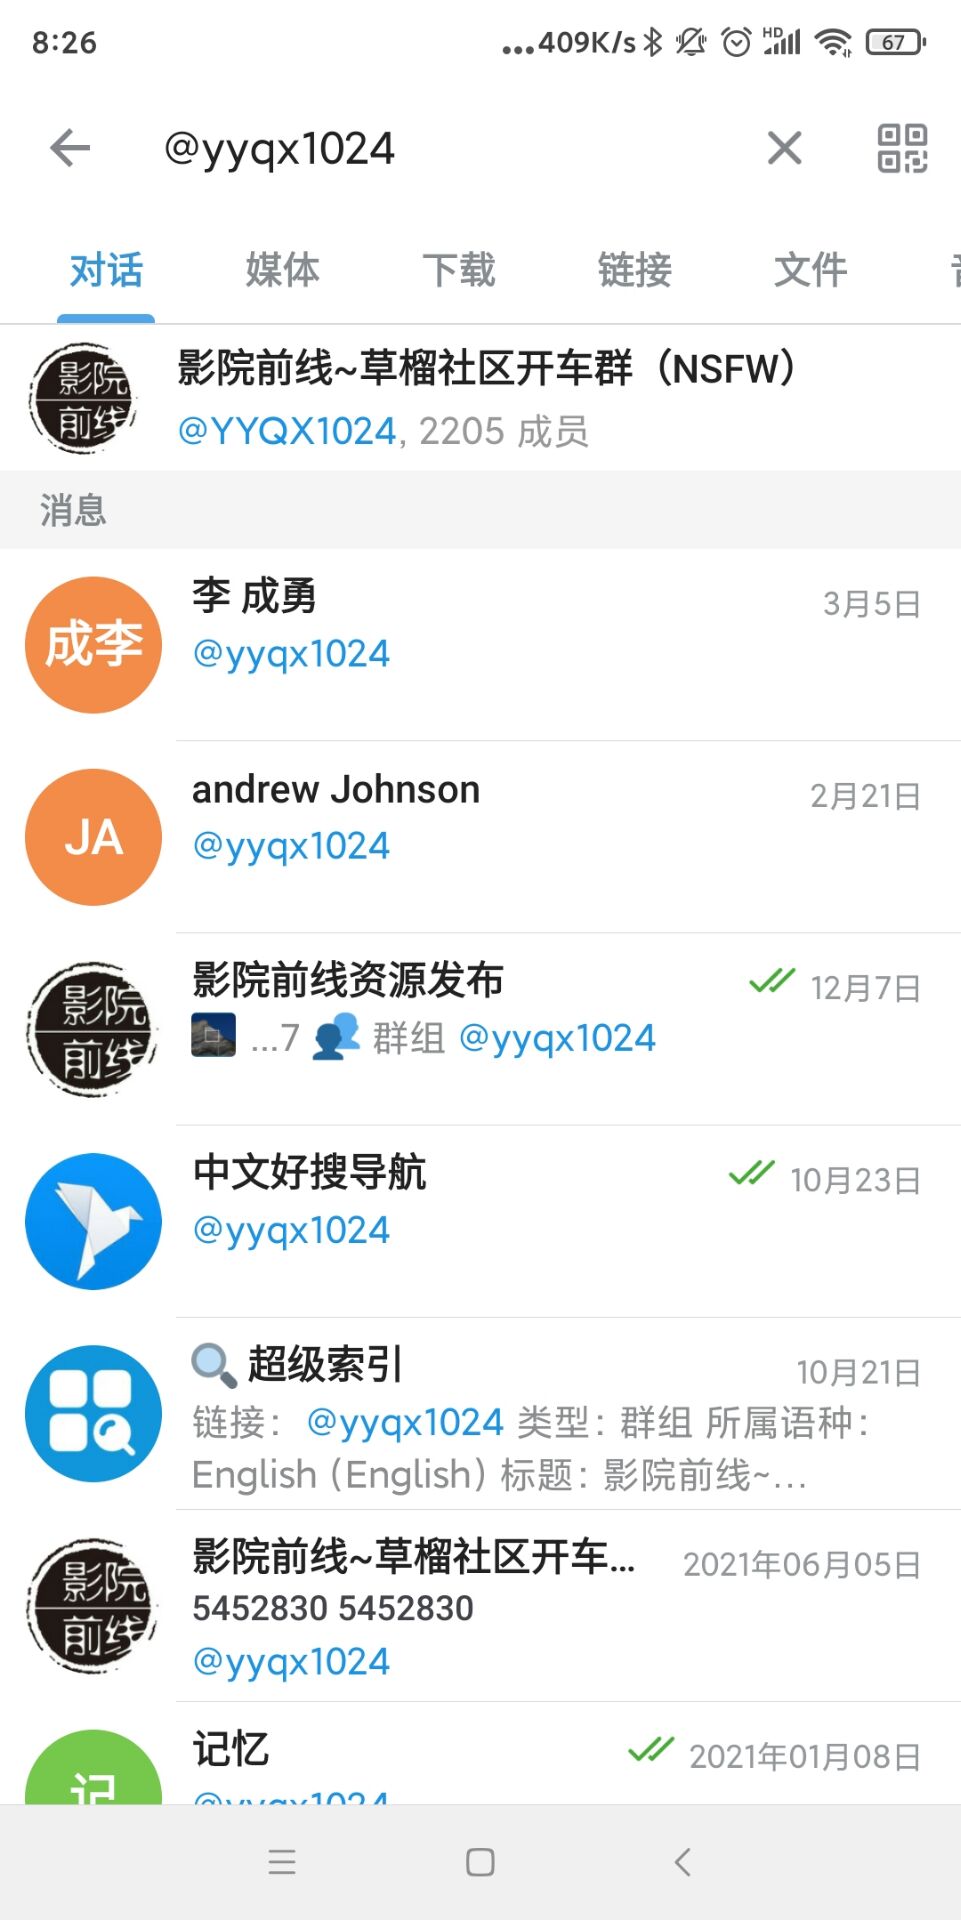 8:26
...409K/s HD 67
@yyqx1024
对话 媒体 下载 链接 文件
影院前线~草榴社区开车群（NSFW）
@YYQX1024, 2205 成员
消息
成李
李 成勇 3月5日
@yyqx1024
JA
andrew Johnson 2月21日
@yyqx1024
影院前线
影院前线资源发布 12月7日
...7 群组 @yyqx1024
中文好搜导航 10月23日
@yyqx1024
超级索引 10月21日
链接： @yyqx1024 类型：群组 所属语种：
English (English) 标题：影院前线~...
影院前线
影院前线~草榴社区开车... 2021年06月05日
5452830 5452830
@yyqx1024
记
记忆 2021年01月08日
@yyqx1024